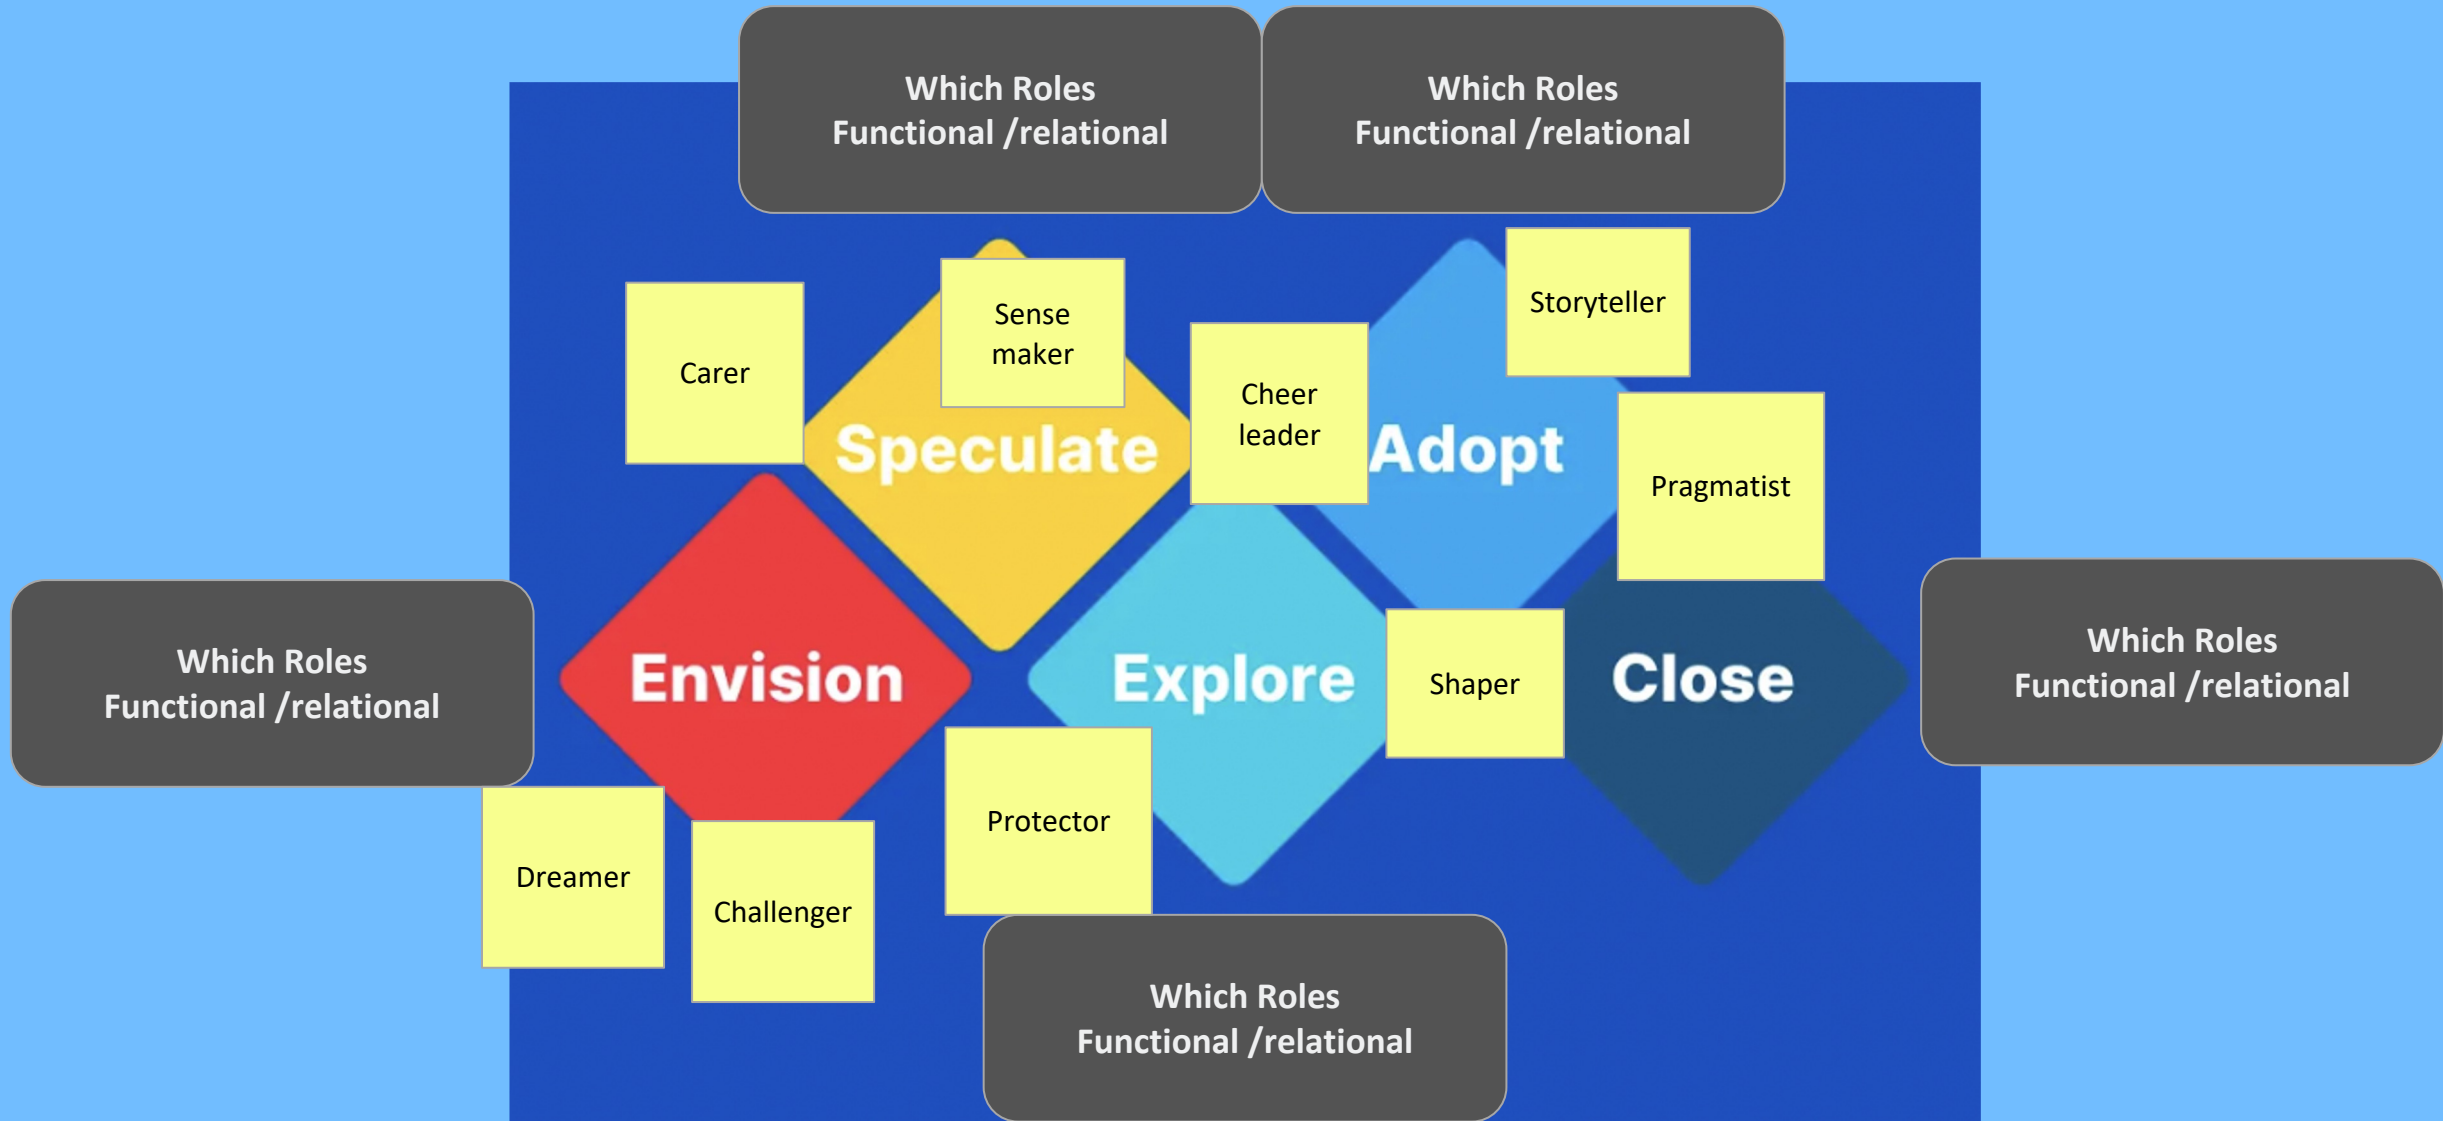 Which Roles
Functional /relational
Which Roles
Functional /relational
Storyteller
Sense
maker
Carer
Cheer
leader
Speculate
Adopt
Pragmatist
Which Roles
Functional /relational
Envision
Explore
Shaper
Close
Which Roles
Functional /relational
Protector
Dreamer
Challenger
Which Roles
Functional /relational